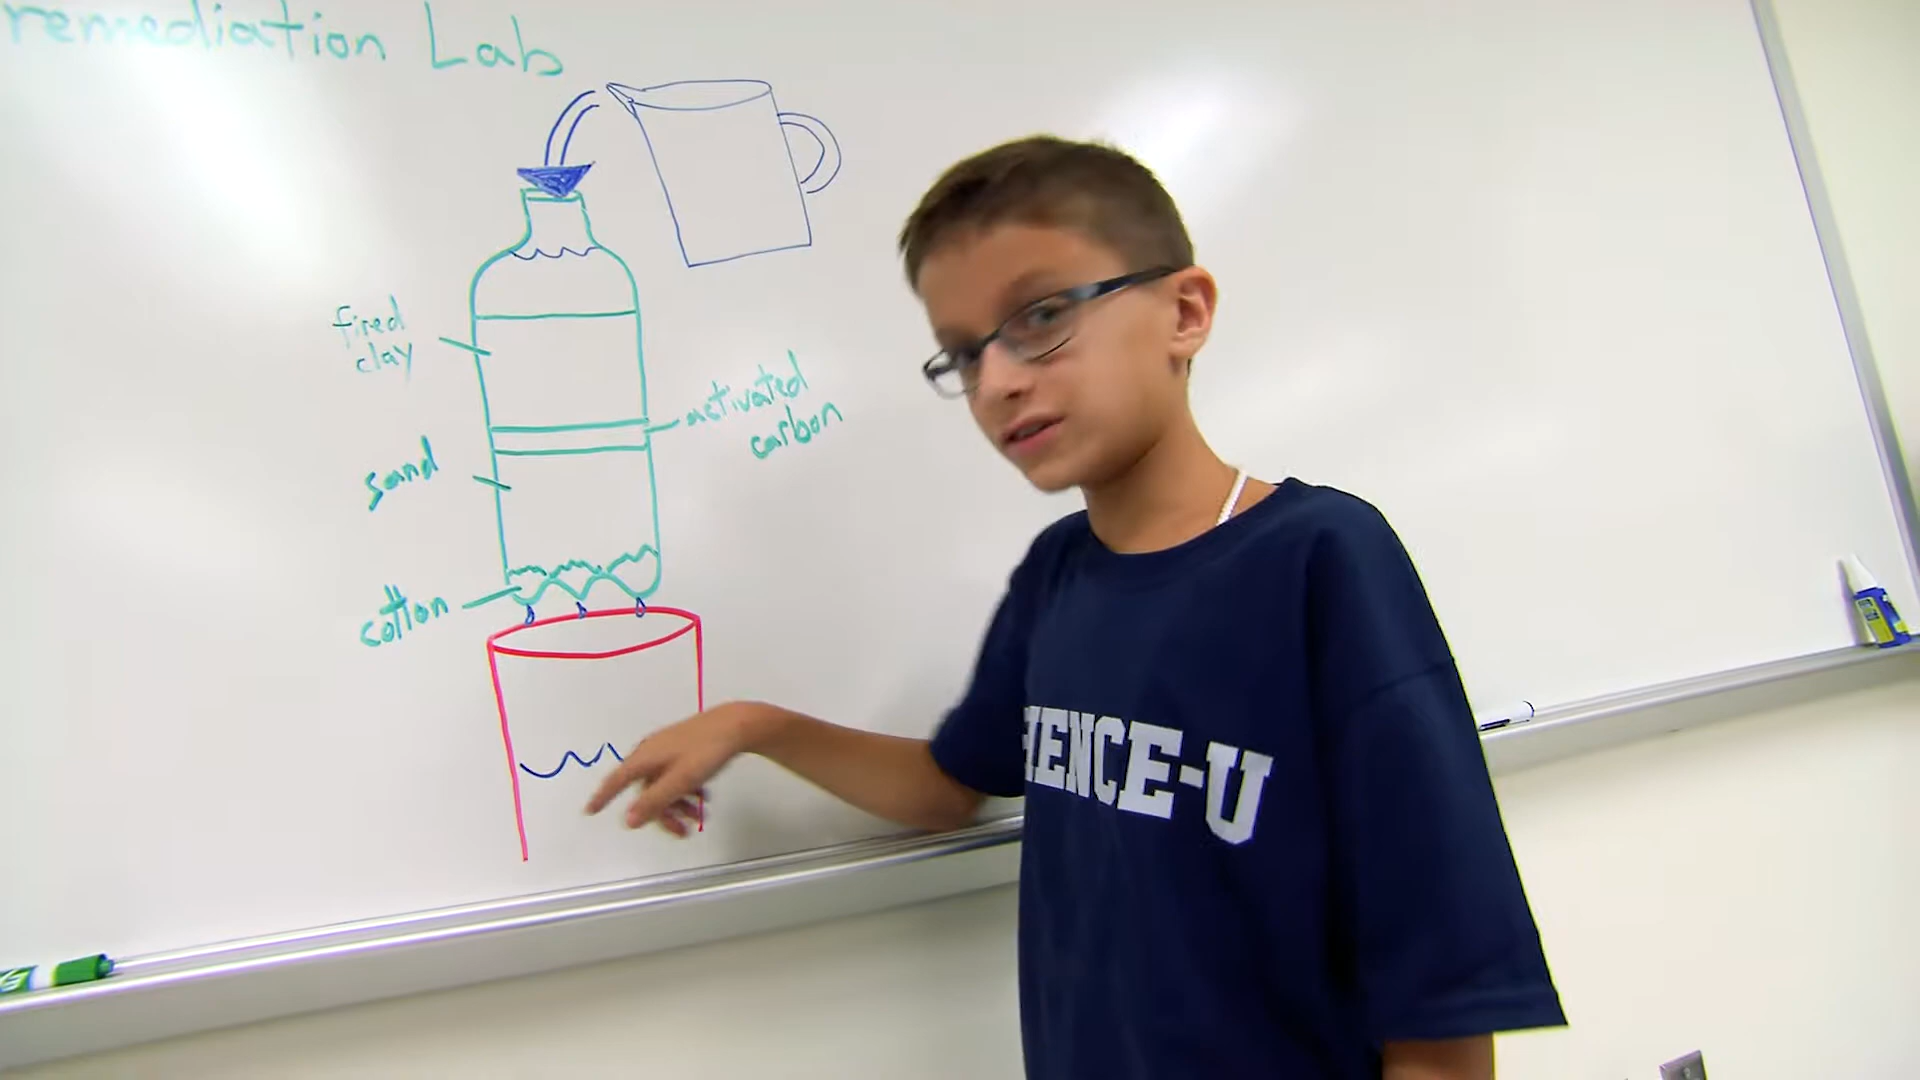 remediation Lab
fired
clay
activated
carbon
sand
cotton
IENCE-U